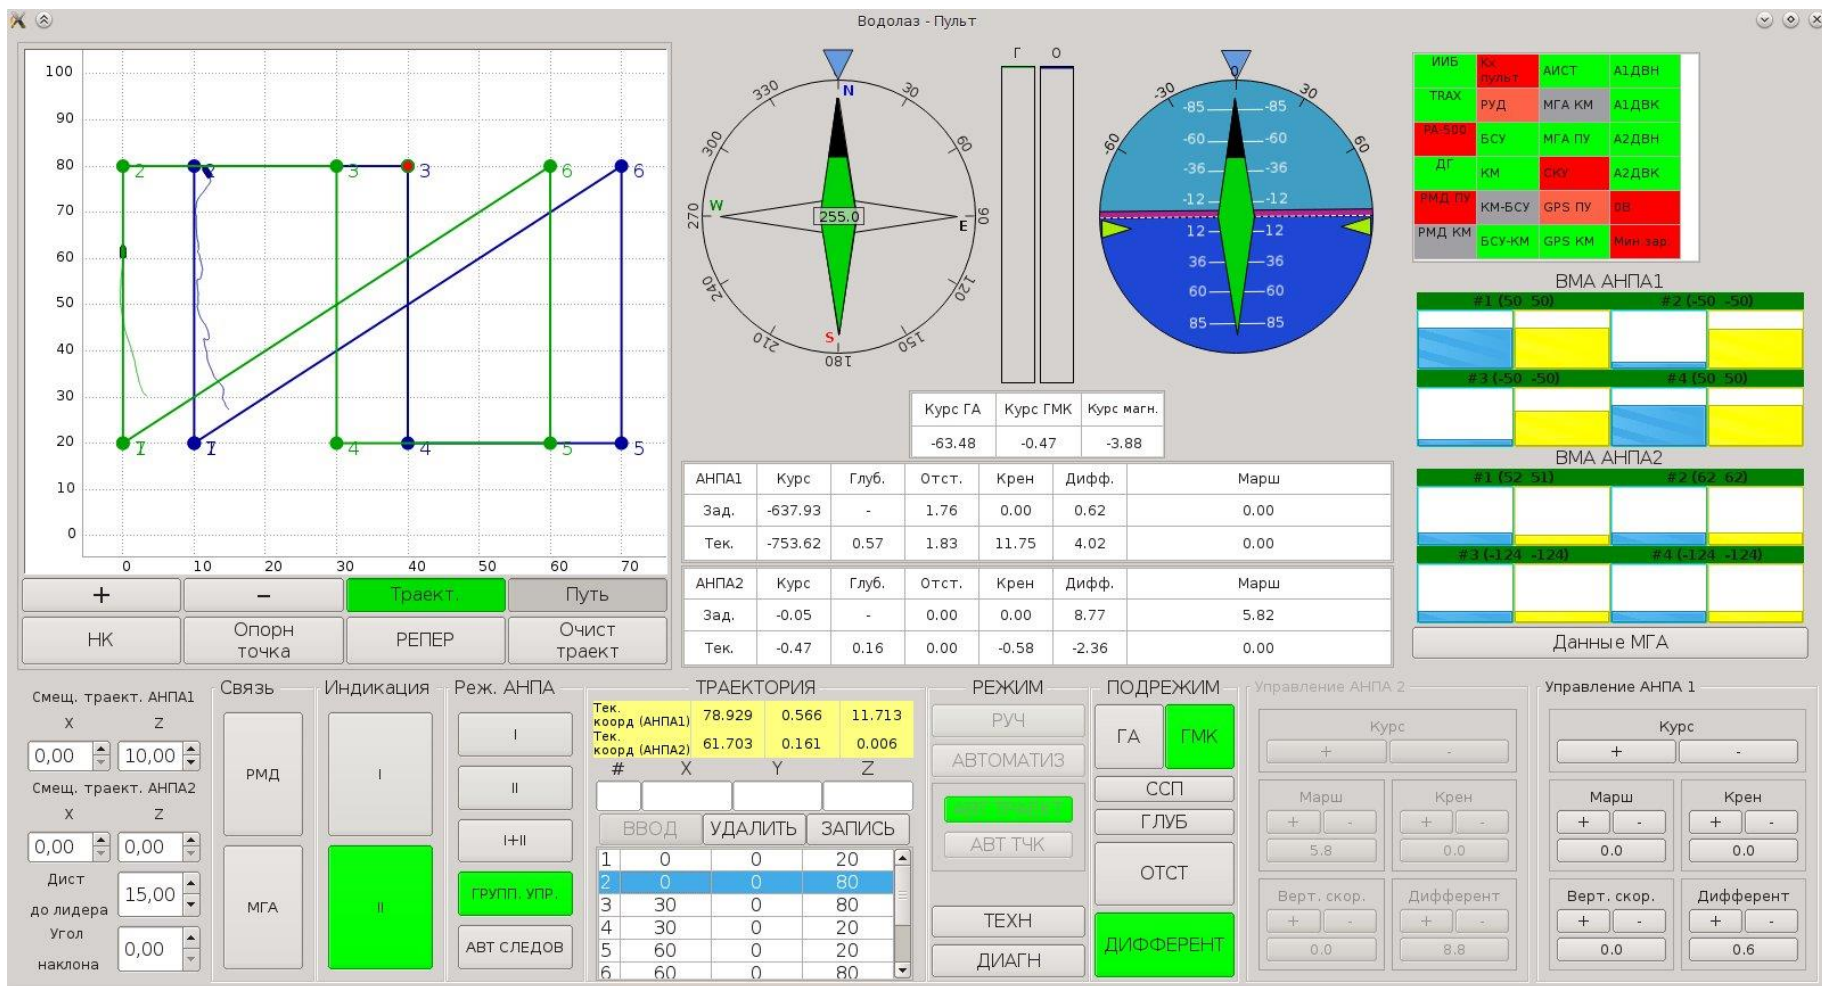 Водолаз - Пульт
100
90
80
70
60
50
40
30
20
10
0
0 10 20 30 40 50 60 70
2 2 3 3 6 6
1 1 4 4 5 5
+ - Траект. Путь
НК Опорн точка РЕПЕР Очист траект
N 30 60 90 E 120 150 180 S 210 240 270 W 300 330
255.0
Г О
-60 -30 0 30 60
-85 -85
-60 -60
-36 -36
-12 -12
12 12
36 36
60 60
85 85
Курс ГА Курс ГМК Курс магн.
-63.48 -0.47 -3.88
АНПА1 Курс Глуб. Отст. Крен Дифф. Марш
Зад. -637.93 - 1.76 0.00 0.62 0.00
Тек. -753.62 0.57 1.83 11.75 4.02 0.00
АНПА2 Курс Глуб. Отст. Крен Дифф. Марш
Зад. -0.05 - 0.00 0.00 8.77 5.82
Тек. -0.47 0.16 0.00 -0.58 -2.36 0.00
ИИБ Кх пульт АИСТ А1ДВН
TRAX РУД МГА КМ А1ДВК
РА-500 БСУ МГА ПУ А2ДВН
ДГ КМ СКУ А2ДВК
РМД ПУ КМ-БСУ GPS ПУ 0В
РМД КМ БСУ-КМ GPS КМ Мин.зар.
ВМА АНПА1
#1 (50 50) #2 (-50 -50)
#3 (-50 -50) #4 (50 50)
ВМА АНПА2
#1 (52 51) #2 (62 62)
#3 (-124 -124) #4 (-124 -124)
Данные МГА
Смещ. траект. АНПА1
X Z
0,00 10,00
Смещ. траект. АНПА2
X Z
0,00 0,00
Дист до лидера 15,00
Угол наклона 0,00
Связь
РМД
МГА
Индикация
I
II
Реж. АНПА
I
II
I+II
ГРУПП. УПР.
АВТ СЛЕДОВ
ТРАЕКТОРИЯ
Тек. коорд (АНПА1) 78.929 0.566 11.713
Тек. коорд (АНПА2) 61.703 0.161 0.006
# X Y Z
ВВОД УДАЛИТЬ ЗАПИСЬ
1 0 0 20
2 0 0 80
3 30 0 80
4 30 0 20
5 60 0 20
6 60 0 80
РЕЖИМ
РУЧ
АВТОМАТИЗ
АВТ ТЧК
ТЕХН
ДИАГН
ПОДРЕЖИМ
ГА ГМК
ССП
ГЛУБ
ОТСТ
ДИФФЕРЕНТ
Управление АНПА 2
Курс
+ -
Марш Крен
+ - + -
5.8 0.0
Верт. скор. Дифферент
+ - + -
0.0 8.8
Управление АНПА 1
Курс
+ -
Марш Крен
+ - + -
0.0 0.0
Верт. скор. Дифферент
+ - + -
0.0 0.6